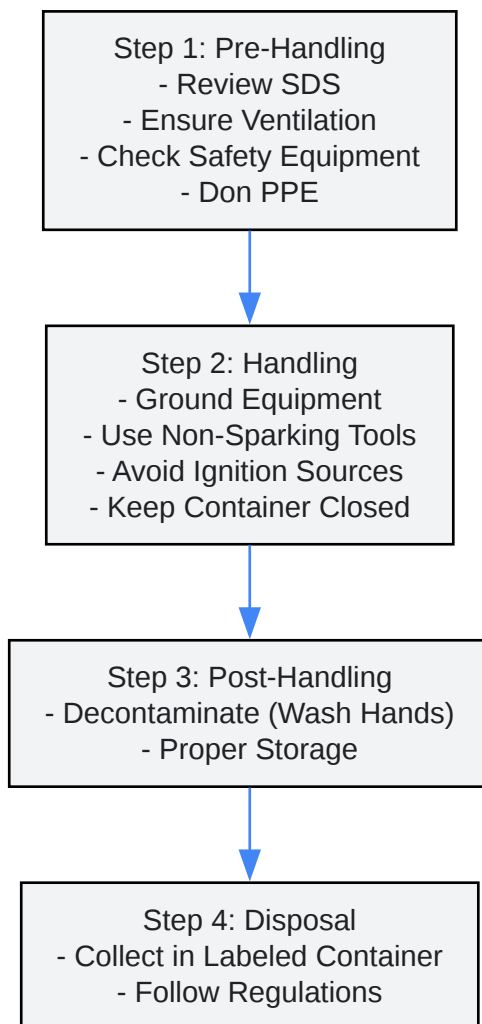 Step 1: Pre-Handling
- Review SDS
- Ensure Ventilation
- Check Safety Equipment
- Don PPE
Step 2: Handling
- Ground Equipment
- Use Non-Sparking Tools
- Avoid Ignition Sources
- Keep Container Closed
Step 3: Post-Handling
- Decontaminate (Wash Hands)
- Proper Storage
Step 4: Disposal
- Collect in Labeled Container
- Follow Regulations